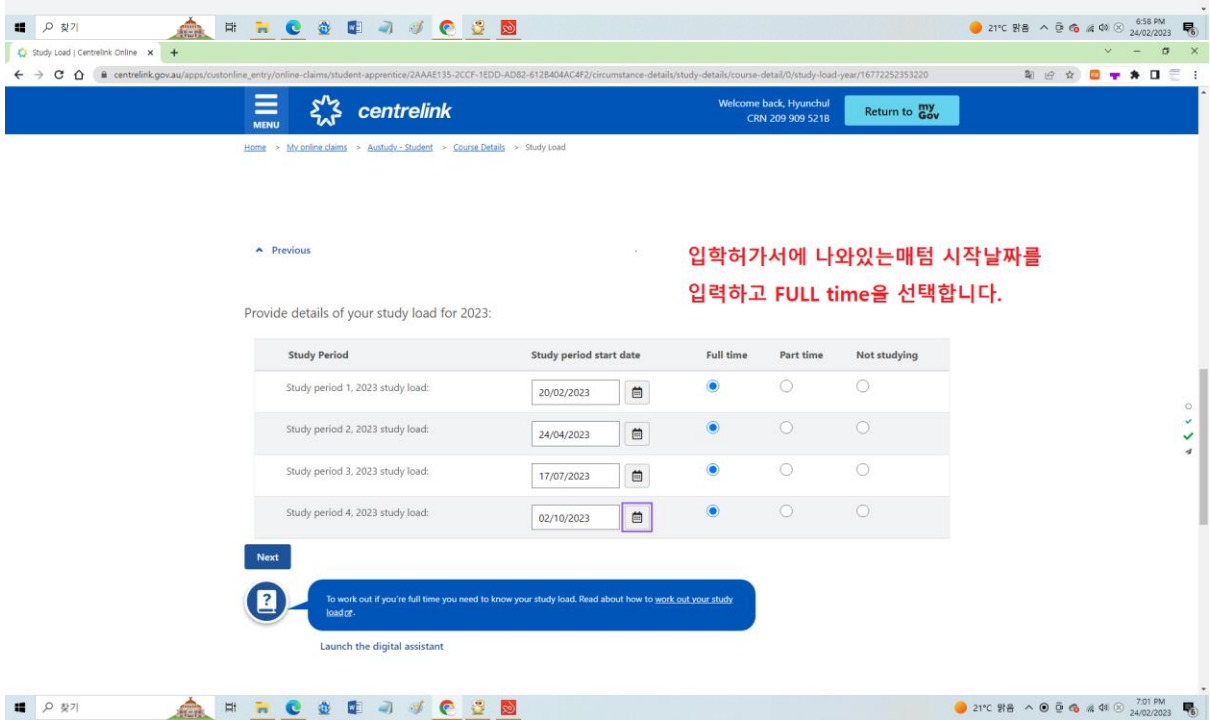 찾기
21°C 맑음
6:58 PM
24/02/2023
Study Load | Centrelink Online
centrelink.gov.au/apps/custonline_entry/online-claims/student-apprentice/2AAAE135-2CCF-1EDD-AD82-612B404AC4F2/circumstance-details/study-details/course-detail/0/study-load-year/16772252353220
MENU
centrelink
Welcome back, Hyunchul
CRN 209 909 521B
Return to my Gov
Home > My online claims > Austudy - Student > Course Details > Study Load
Previous
입학허가서에 나와있는매텀 시작날짜를
입력하고 FULL time을 선택합니다.
Provide details of your study load for 2023:
Study Period Study period start date Full time Part time Not studying
Study period 1, 2023 study load: 20/02/2023
Study period 2, 2023 study load: 24/04/2023
Study period 3, 2023 study load: 17/07/2023
Study period 4, 2023 study load: 02/10/2023
Next
To work out if you're full time you need to know your study load. Read about how to work out your study
load.
Launch the digital assistant
찾기
21°C 맑음
7:01 PM
24/02/2023